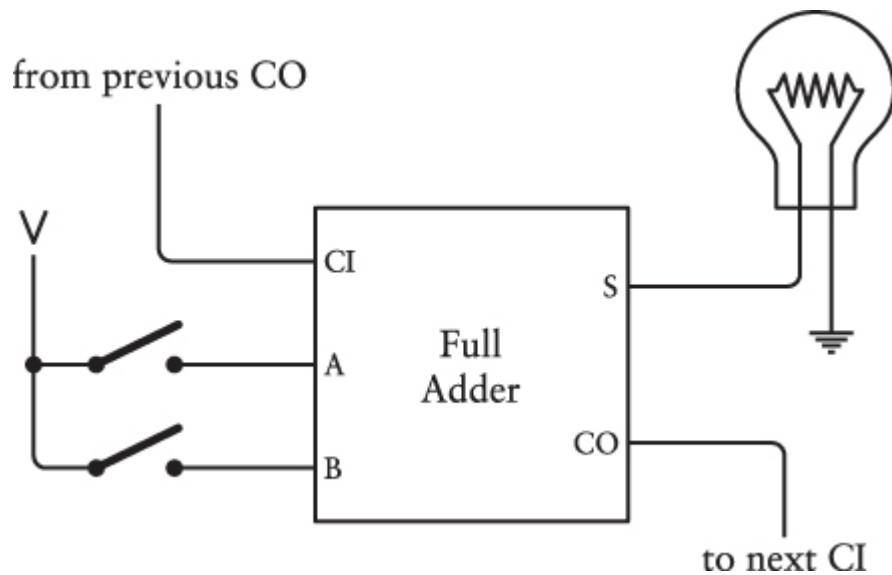 from previous CO
V
CI
A
B
Full
Adder
S
CO
to next CI